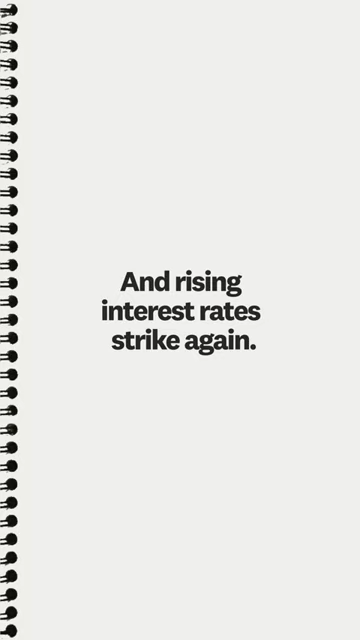 And rising
interest rates
strike again.